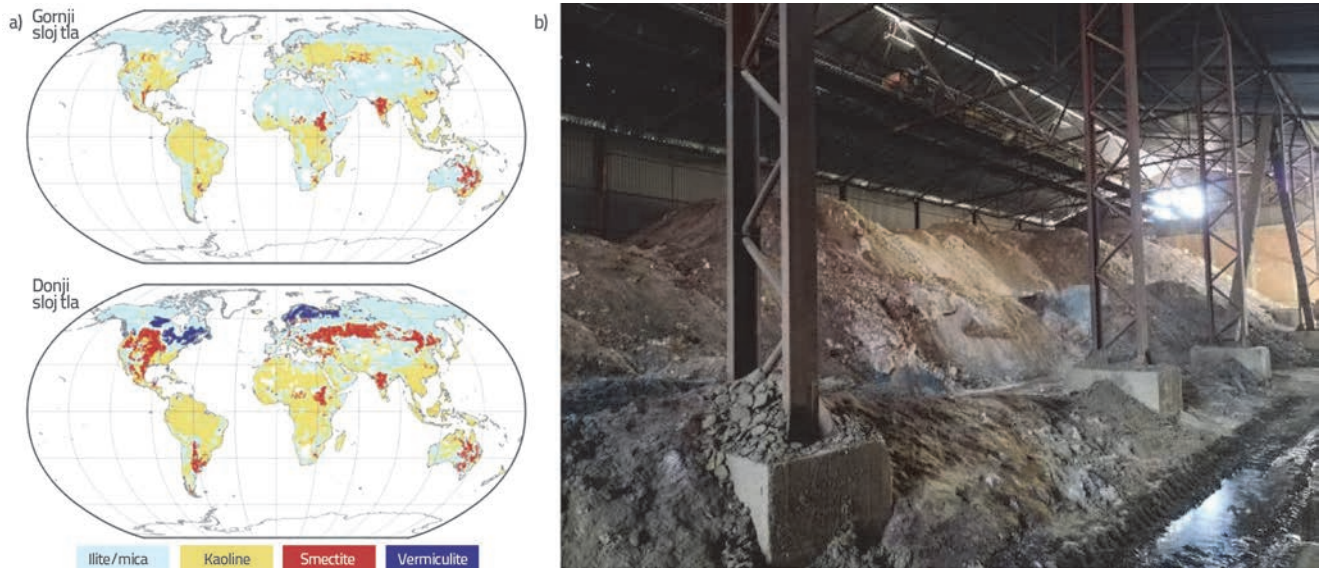 a)
Gornji
sloj tla
Donji
sloj tla
Ilite/mica
Kaoline
Smectite
Vermiculite
b)